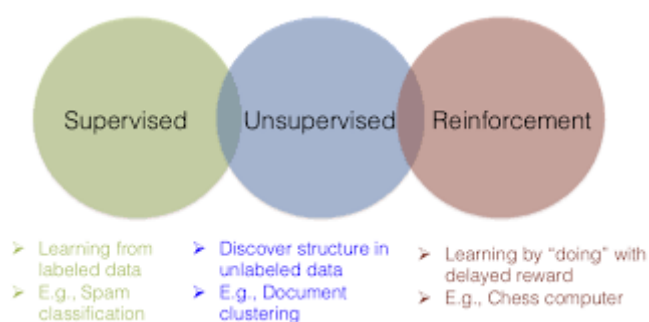 Supervised
Unsupervised
Reinforcement
➢ Learning from
labeled data
➢ E.g., Spam
classification
➢ Discover structure in
unlabeled data
➢ E.g., Document
clustering
➢ Learning by “doing” with
delayed reward
➢ E.g., Chess computer